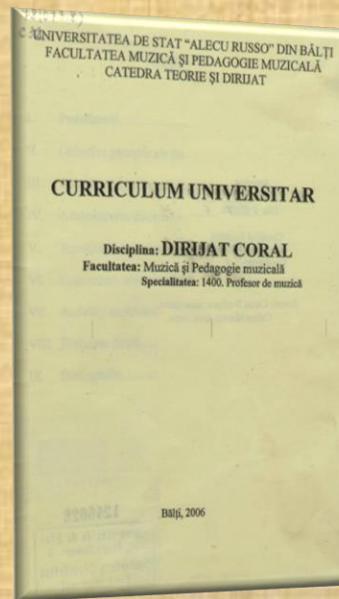 UNIVERSITATEA DE STAT "ALECU RUSSO" DIN BĂLȚI
FACULTATEA MUZICĂ ȘI PEDAGOGIE MUZICALĂ
CATEDRA TEORIE ȘI DIRIJAT
CURRICULUM UNIVERSITAR
Disciplina: DIRIJAT CORAL
Facultatea: Muzică și Pedagogie muzicală
Specialitatea: 1400. Profesor de muzică
Bălți, 2006